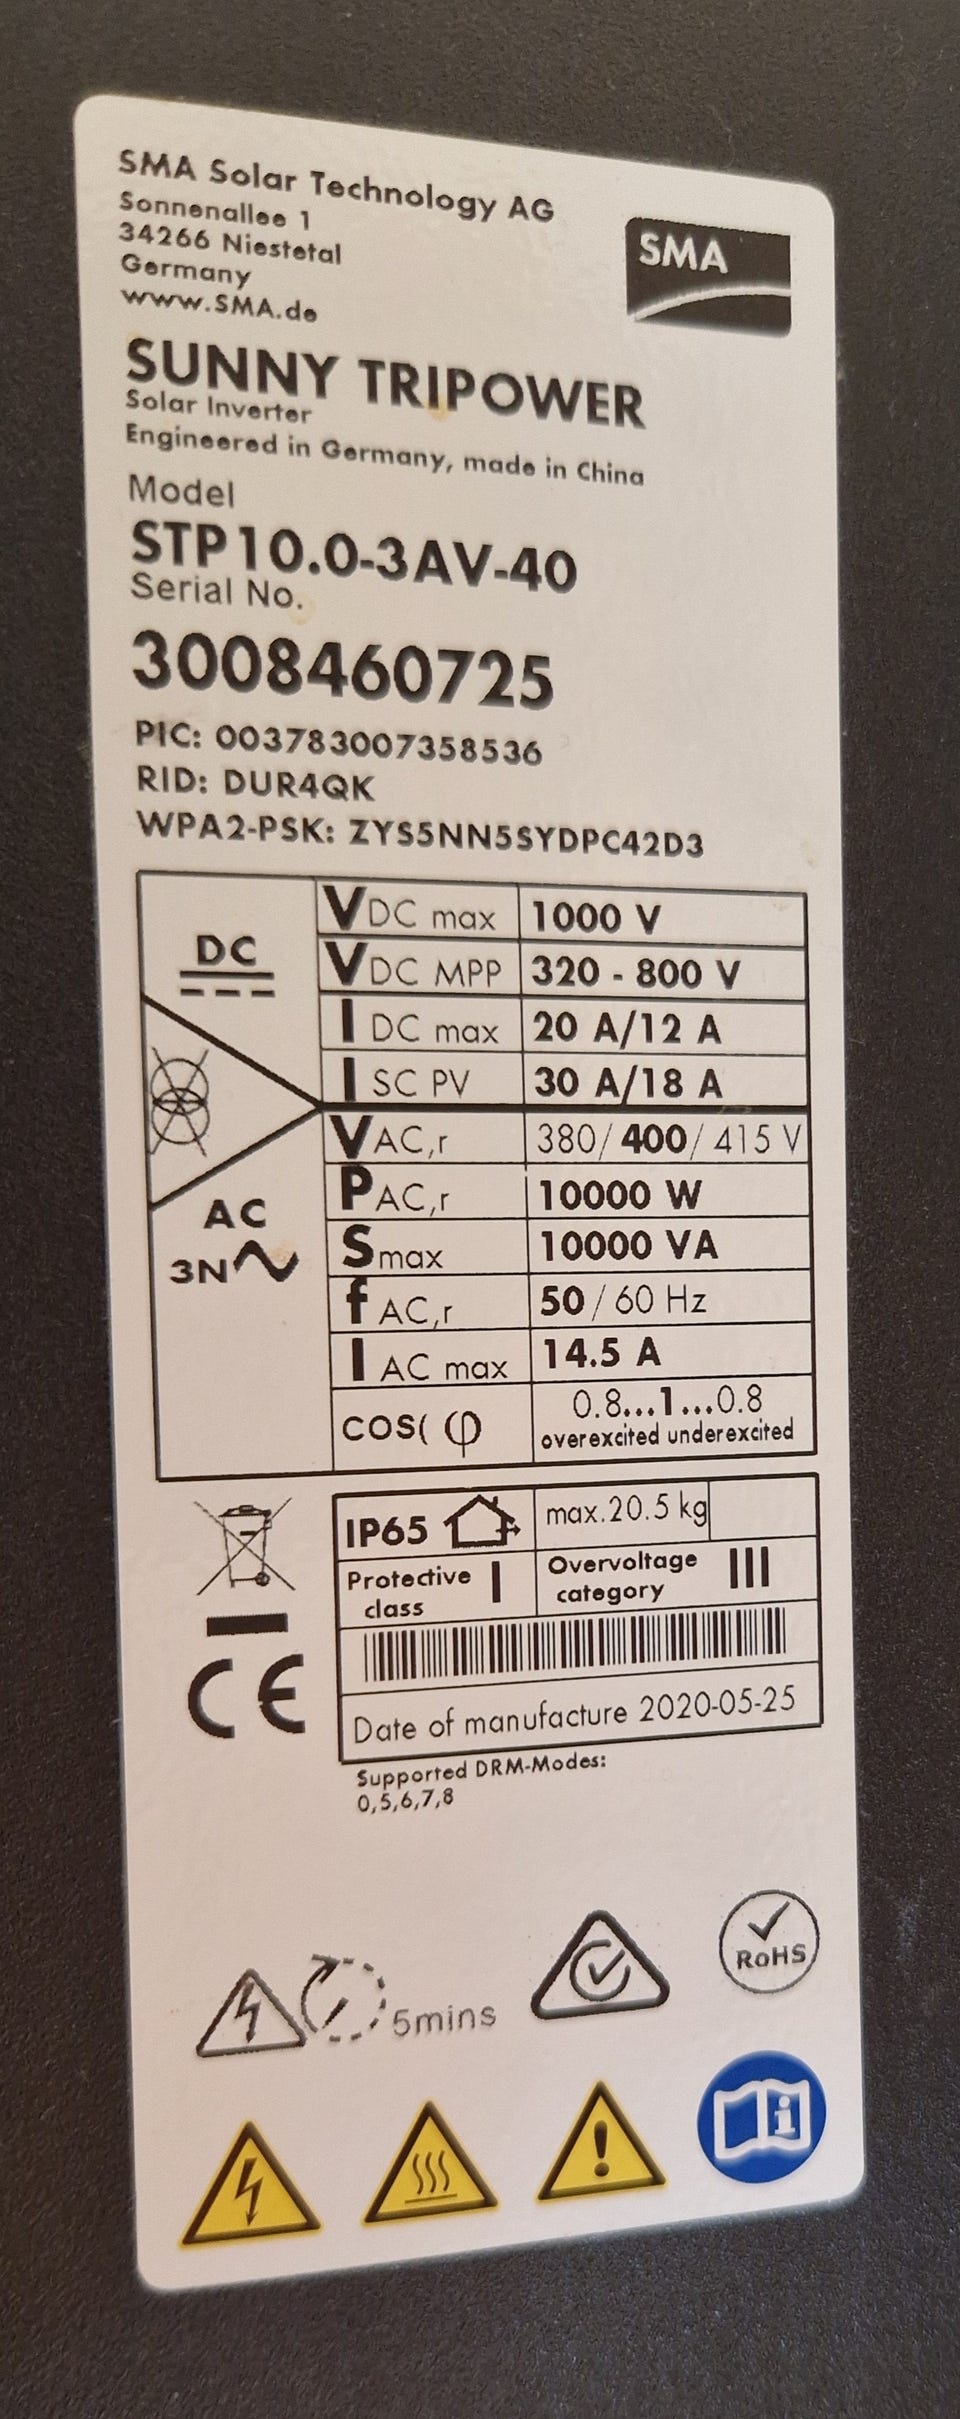 SMA Solar Technology AG
Sonnenallee 1
34266 Niestetal
Germany
www.SMA.de
SMA
SUNNY TRIPOWER
Solar Inverter
Engineered in Germany, made in China
Model
STP10.0-3AV-40
Serial No.
3008460725
PIC: 003783007358536
RID: DUR4QK
WPA2-PSK: ZYS5NN5SYDPC42D3
DC
VDC max 1000 V
VDC MPP 320 - 800 V
I DC max 20 A/12 A
I SC PV 30 A/18 A
AC
3N
VAC,r 380/ 400/ 415 V
PAC,r 10000 W
Smax 10000 VA
f AC,r 50 / 60 Hz
I AC max 14.5 A
cos( φ 0.8...1...0.8
overexcited underexcited
IP65 max.20.5 kg
Protective class I
Overvoltage category III
CE
Date of manufacture 2020-05-25
Supported DRM-Modes:
0,5,6,7,8
5mins
RoHS